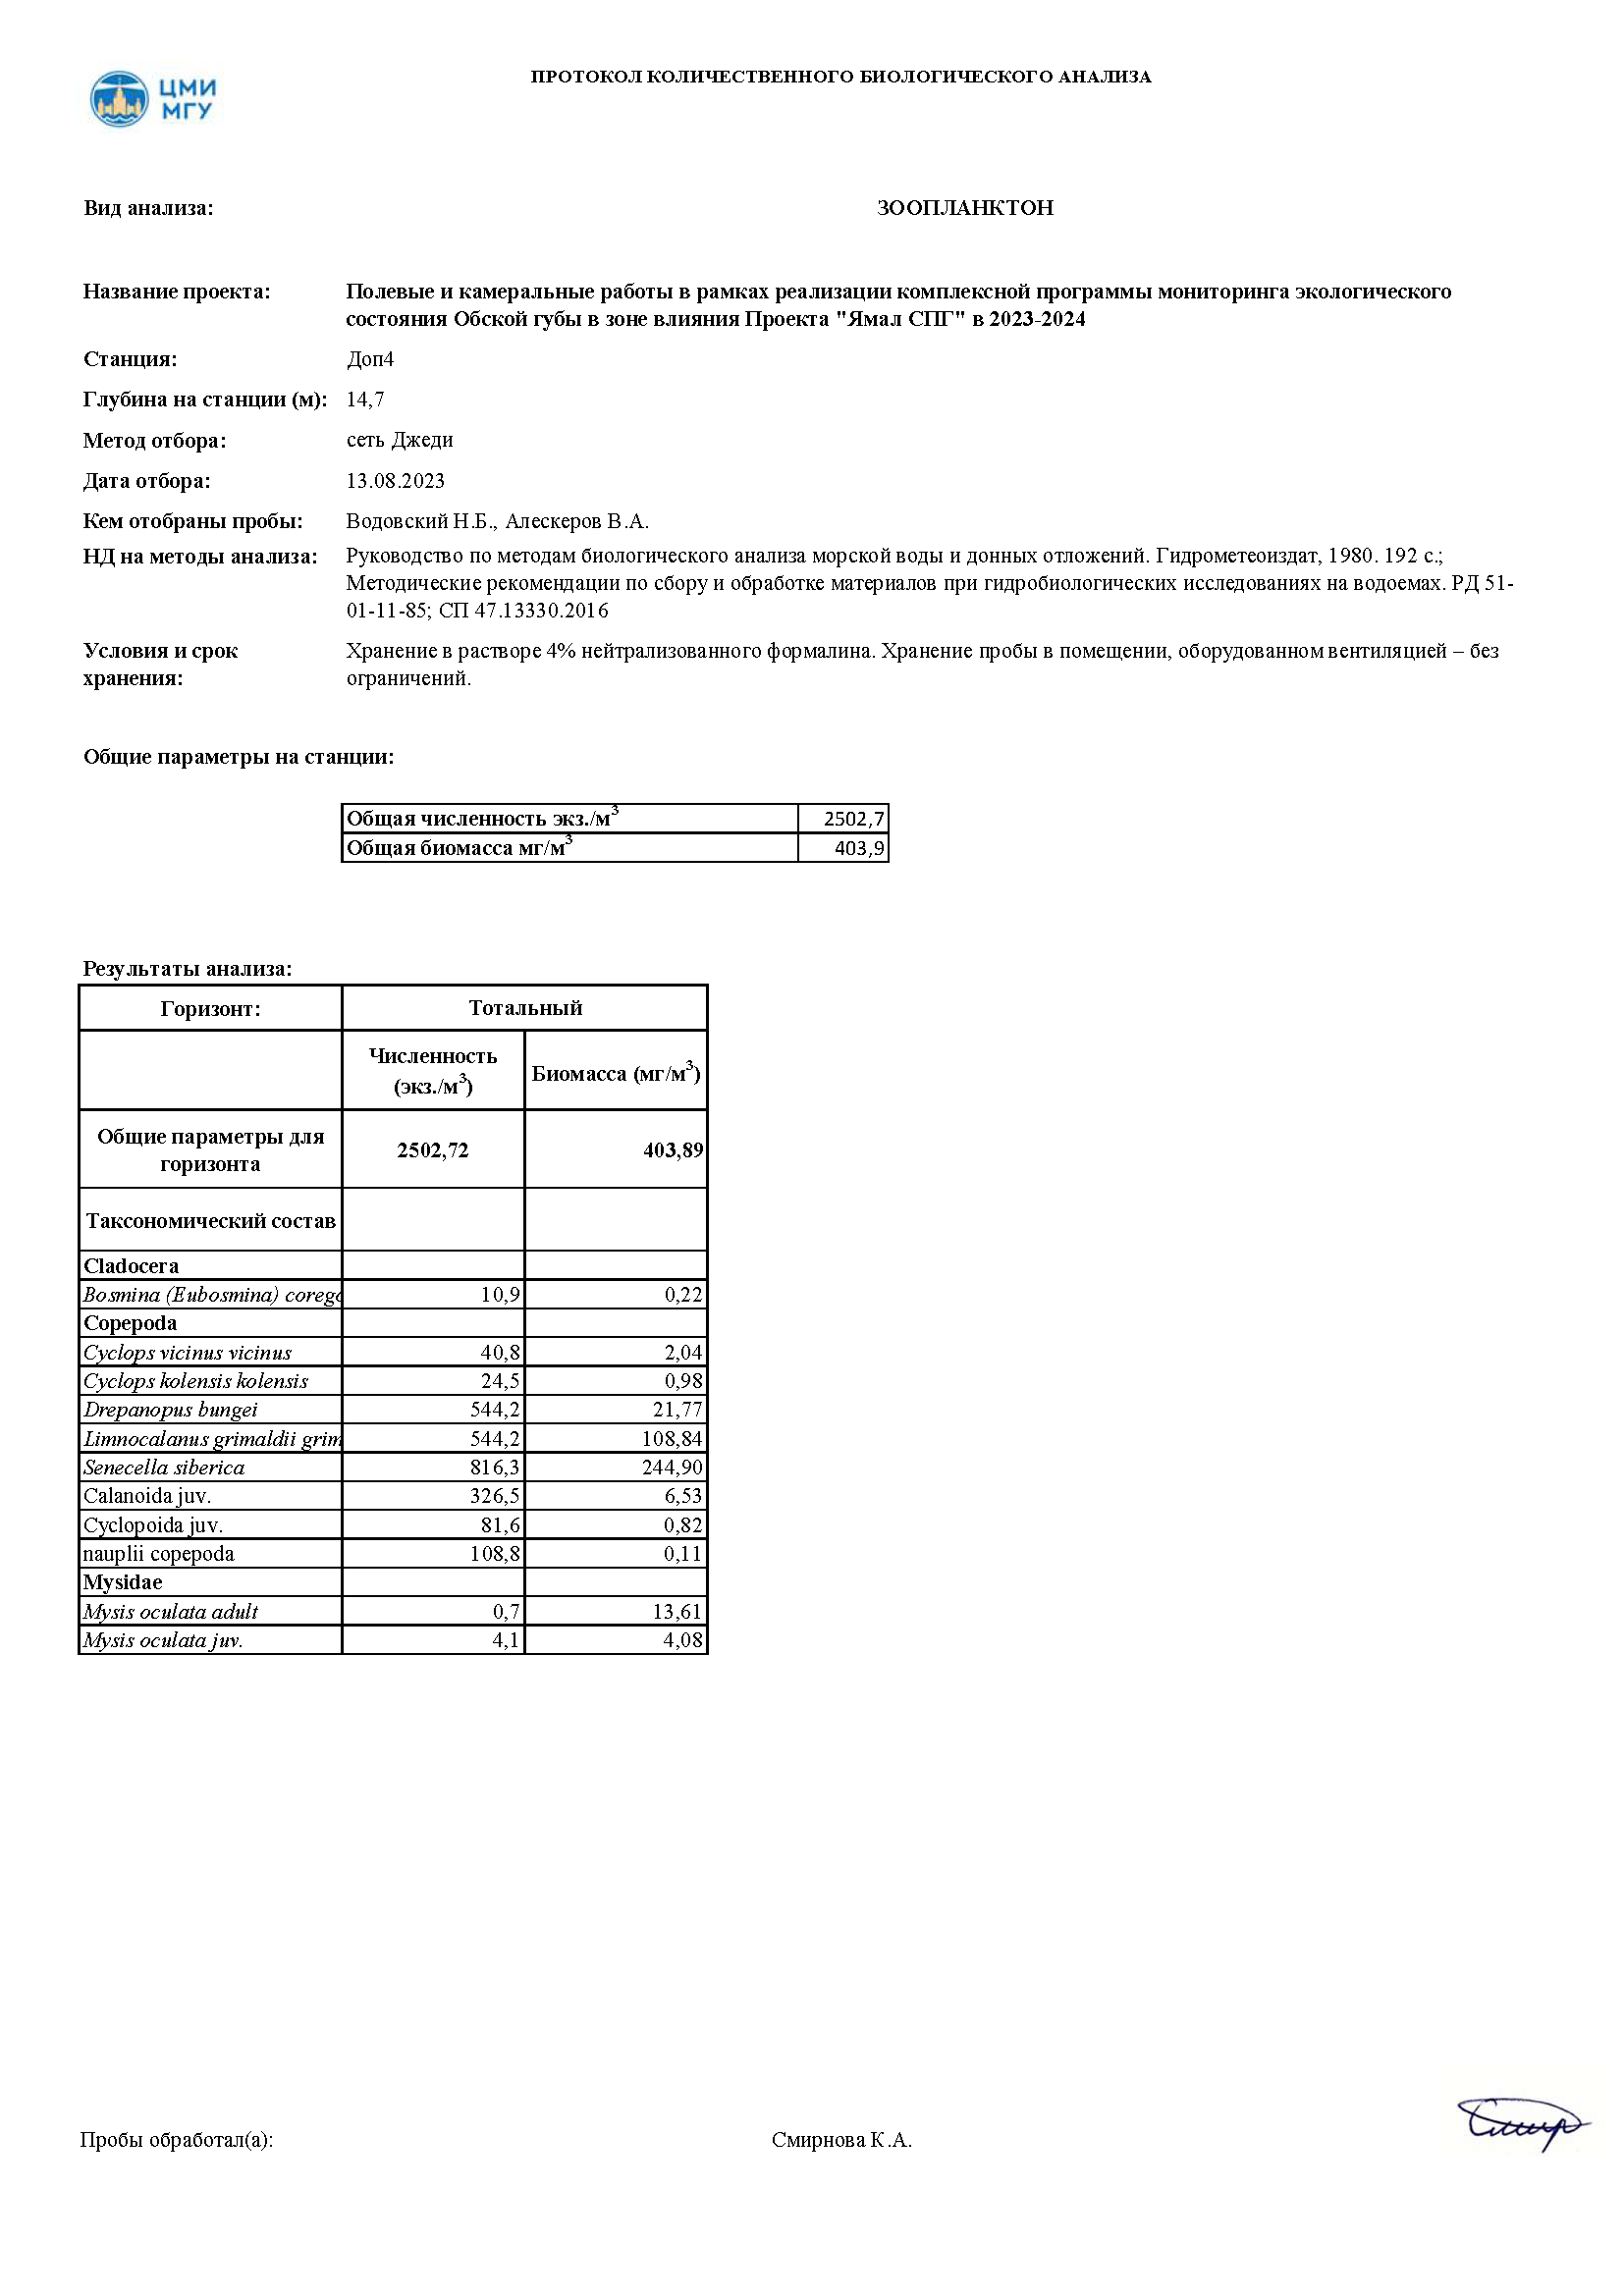 ЦМИ
МГУ
ПРОТОКОЛ КОЛИЧЕСТВЕННОГО БИОЛОГИЧЕСКОГО АНАЛИЗА
Вид анализа: ЗООПЛАНКТОН
Название проекта: Полевые и камеральные работы в рамках реализации комплексной программы мониторинга экологического
состояния Обской губы в зоне влияния Проекта "Ямал СПГ" в 2023-2024
Станция: Доп4
Глубина на станции (м): 14,7
Метод отбора: сеть Джеди
Дата отбора: 13.08.2023
Кем отобраны пробы: Водовский Н.Б., Алескеров В.А.
НД на методы анализа: Руководство по методам биологического анализа морской воды и донных отложений. Гидрометеоиздат, 1980. 192 с.;
Методические рекомендации по сбору и обработке материалов при гидробиологических исследованиях на водоемах. РД 51-
01-11-85; СП 47.13330.2016
Условия и срок Хранение в растворе 4% нейтрализованного формалина. Хранение пробы в помещении, оборудованном вентиляцией – без
хранения: ограничений.
Общие параметры на станции:
Общая численность экз./м³ 2502,7
Общая биомасса мг/м³ 403,9
Результаты анализа:
Горизонт: Тотальный
Численность
(экз./м³) Биомасса (мг/м³)
Общие параметры для
горизонта 2502,72 403,89
Таксономический состав
Cladocera
Bosmina (Eubosmina) corego 10,9 0,22
Copepoda
Cyclops vicinus vicinus 40,8 2,04
Cyclops kolensis kolensis 24,5 0,98
Drepanopus bungei 544,2 21,77
Limnocalanus grimaldii grim 544,2 108,84
Senecella siberica 816,3 244,90
Calanoida juv. 326,5 6,53
Cyclopoida juv. 81,6 0,82
nauplii copepoda 108,8 0,11
Mysidae
Mysis oculata adult 0,7 13,61
Mysis oculata juv. 4,1 4,08
Пробы обработал(а): Смирнова К.А.